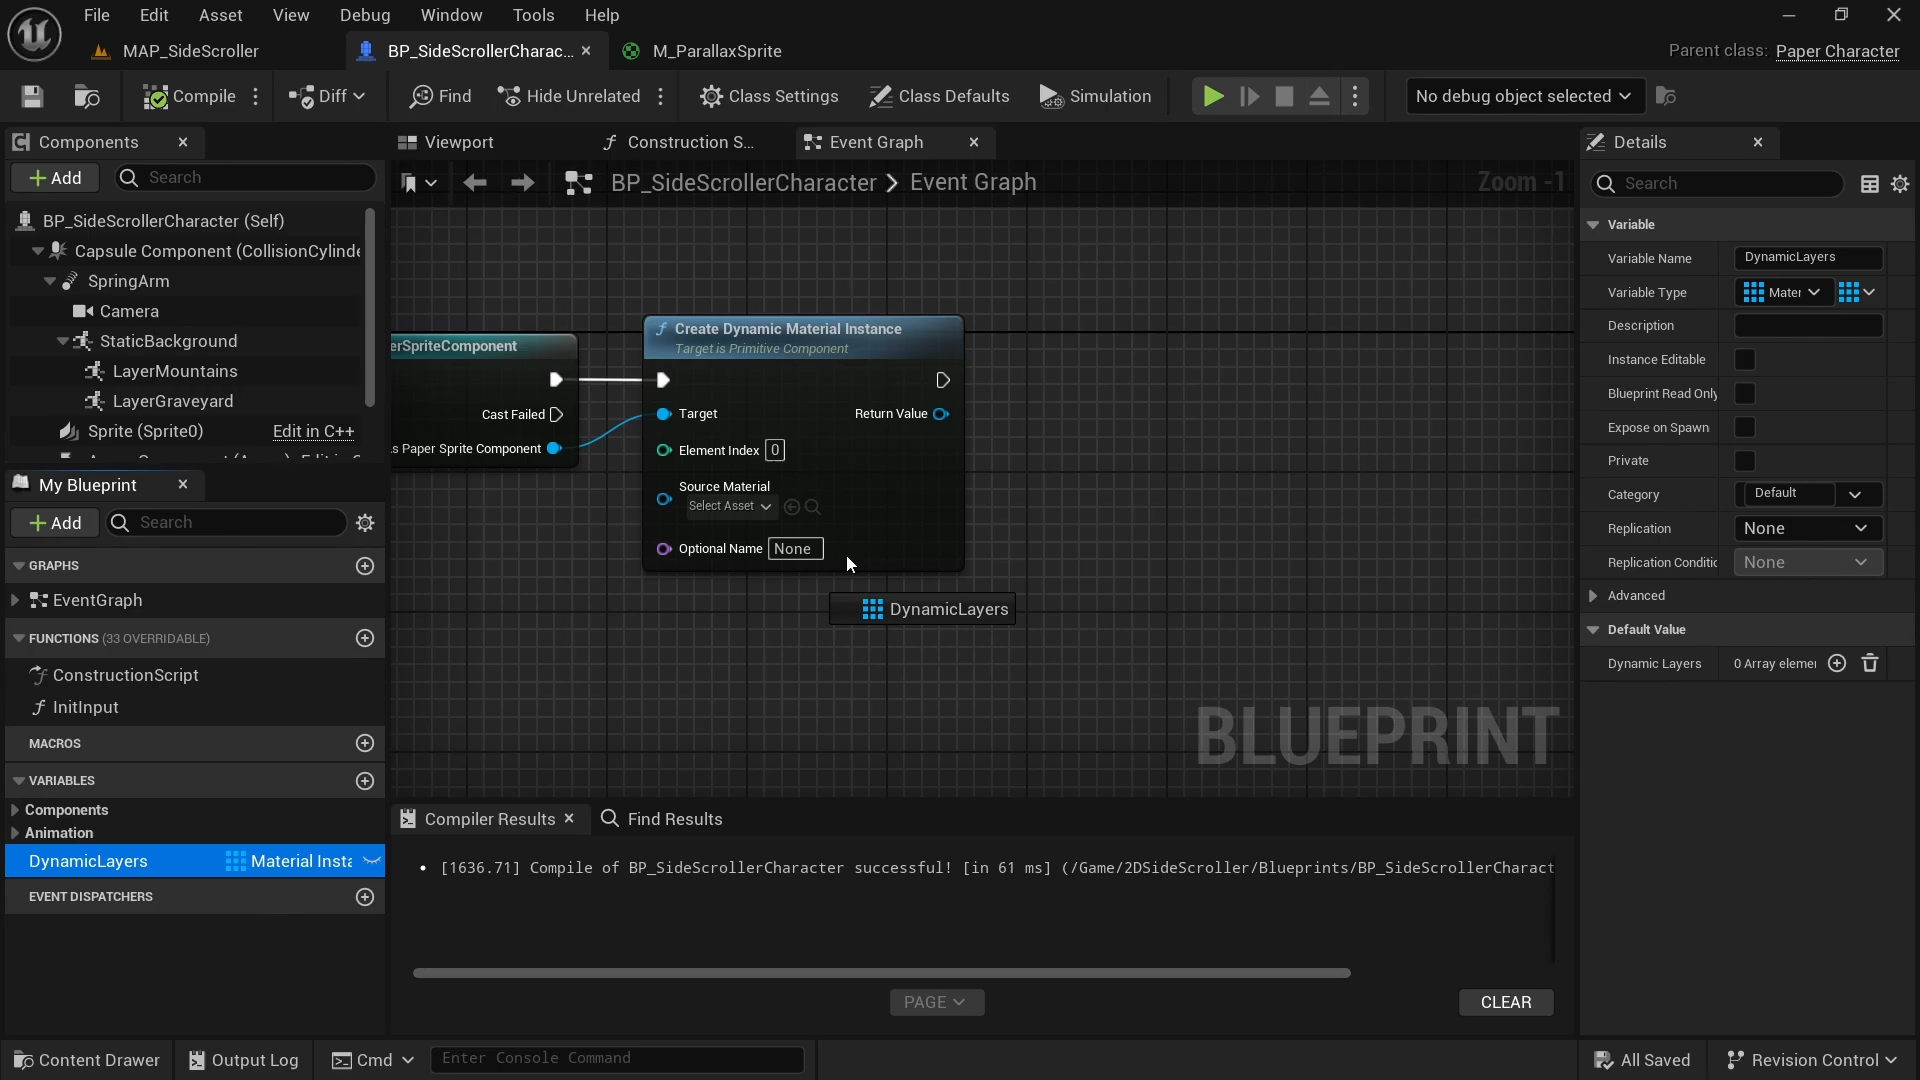 File Edit Asset View Debug Window Tools Help
MAP_SideScroller BP_SideScrollerCharac... M_ParallaxSprite Parent class: Paper Character
Compile Diff Find Hide Unrelated Class Settings Class Defaults Simulation No debug object selected
Components Viewport Construction S... Event Graph Details
Add Search BP_SideScrollerCharacter > Event Graph Zoom -1 Search
BP_SideScrollerCharacter (Self)
Capsule Component (CollisionCylinde
SpringArm
Camera
StaticBackground
LayerMountains
LayerGraveyard
Sprite (Sprite0) Edit in C++
My Blueprint
Add Search
GRAPHS
EventGraph
FUNCTIONS (33 OVERRIDABLE)
ConstructionScript
InitInput
MACROS
VARIABLES
Components
Animation
DynamicLayers Material Insta
EVENT DISPATCHERS
erSpriteComponent
Cast Failed
s Paper Sprite Component
Create Dynamic Material Instance
Target is Primitive Component
Target Return Value
Element Index 0
Source Material
Select Asset
Optional Name None
DynamicLayers
BLUEPRINT
Variable
Variable Name DynamicLayers
Variable Type Mater
Description
Instance Editable
Blueprint Read Only
Expose on Spawn
Private
Category Default
Replication None
Replication Conditic None
Advanced
Default Value
Dynamic Layers 0 Array elemer
Compiler Results Find Results
[1636.71] Compile of BP_SideScrollerCharacter successful! [in 61 ms] (/Game/2DSideScroller/Blueprints/BP_SideScrollerCharact
PAGE CLEAR
Content Drawer Output Log Cmd Enter Console Command All Saved Revision Control